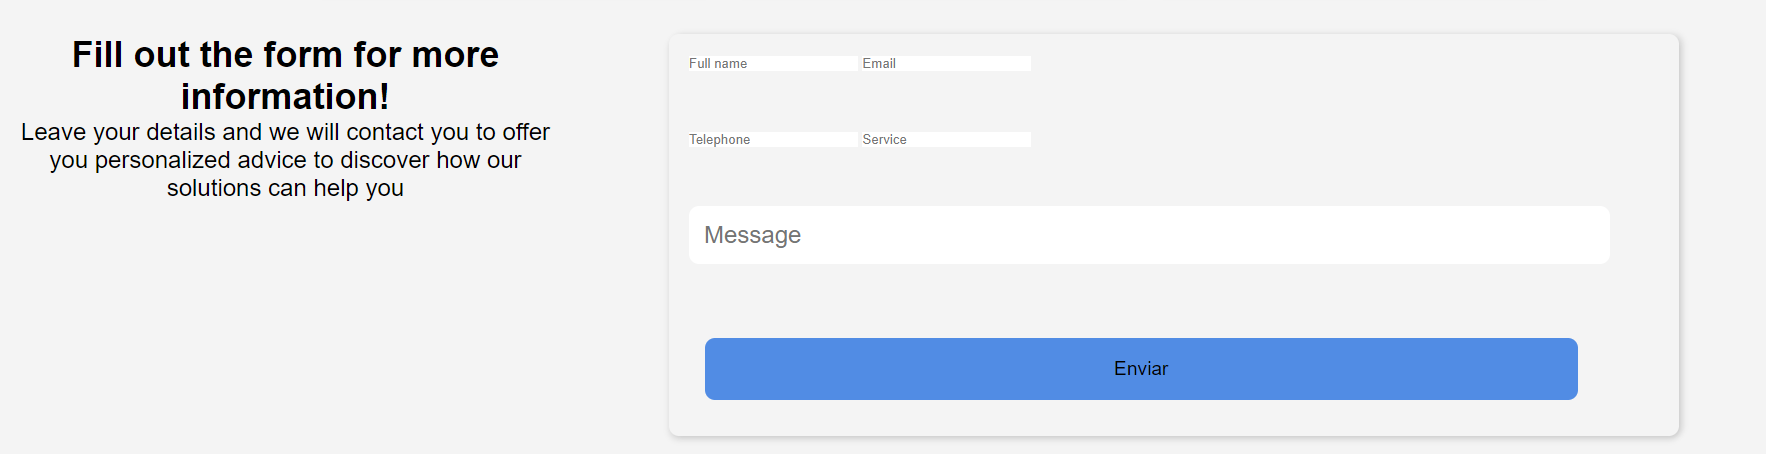 Fill out the form for more
information!
Leave your details and we will contact you to offer
you personalized advice to discover how our
solutions can help you
Full name
Email
Telephone
Service
Message
Enviar